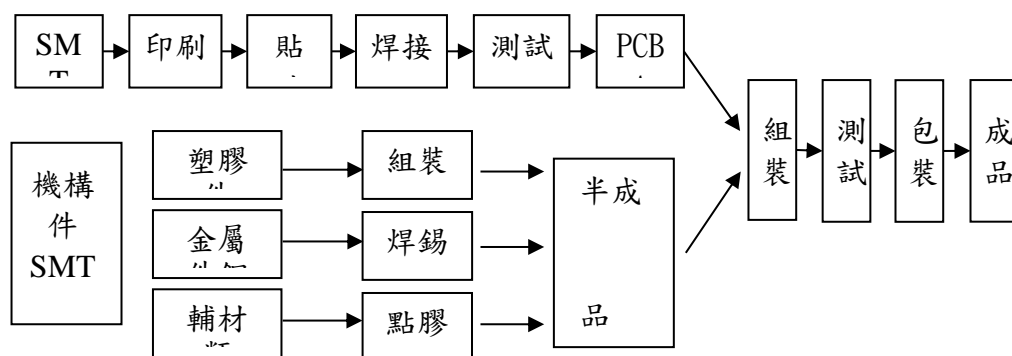 SM
印刷
貼
焊接
測試
PCB
組
裝
測
試
包
裝
成
品
機構
件
SMT
塑膠
組裝
半成
品
金屬
焊錫
輔材
點膠